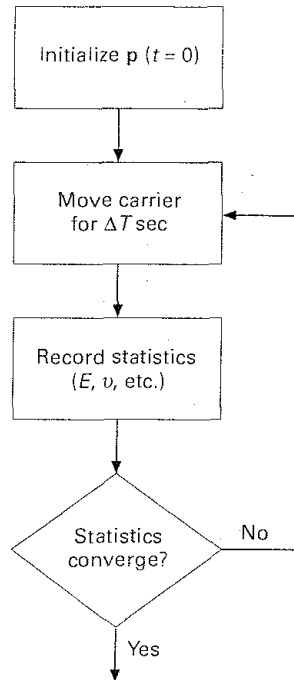 Initialize p (t = 0)
Move carrier
for ΔT sec
Record statistics
(E, υ, etc.)
Statistics
converge?
No
Yes